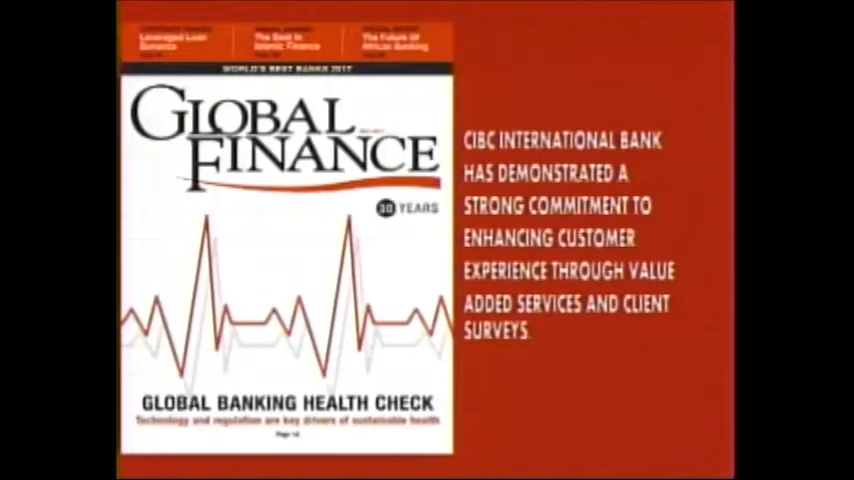 Leveraged Loan
Bonanza
The Best In
Islamic Finance
The Future Of
African Banking
WORLD'S BEST BANKS 2017
GLOBAL
FINANCE
30 YEARS
GLOBAL BANKING HEALTH CHECK
Technology and regulation are key drivers of sustainable health
CIBC INTERNATIONAL BANK
HAS DEMONSTRATED A
STRONG COMMITMENT TO
ENHANCING CUSTOMER
EXPERIENCE THROUGH VALUE
ADDED SERVICES AND CLIENT
SURVEYS.